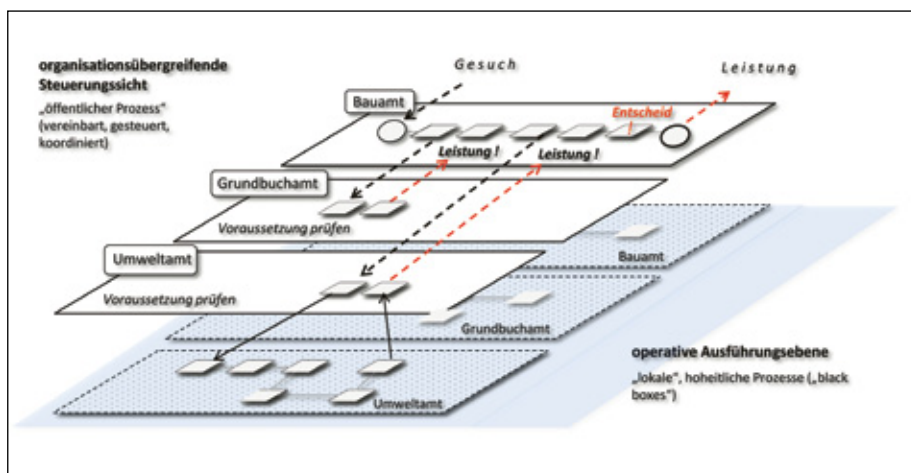 organisationsübergreifende
Steuerungssicht
„öffentlicher Prozess“
(vereinbart, gesteuert,
koordiniert)
Gesuch
Leistung
Bauamt
Entscheid
Leistung !
Leistung !
Grundbuchamt
Voraussetzung prüfen
Umweltamt
Bauamt
Voraussetzung prüfen
Grundbuchamt
operative Ausführungsebene
„lokale“, hoheitliche Prozesse („black
boxes“)
Umweltamt